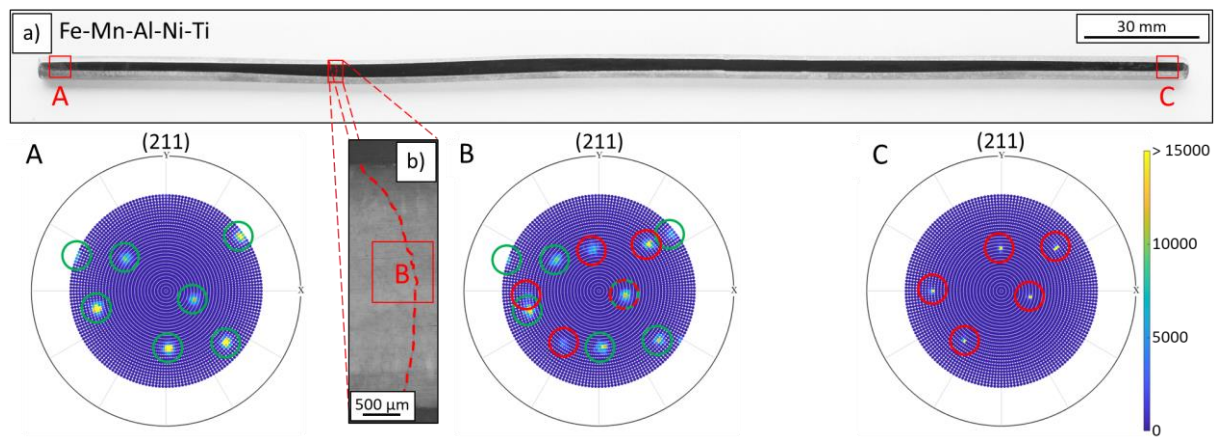 a) Fe-Mn-Al-Ni-Ti
30 mm
A
C
A
(211)
Y
X
b)
B
500 µm
B
(211)
Y
X
C
(211)
Y
X
> 15000
10000
5000
0